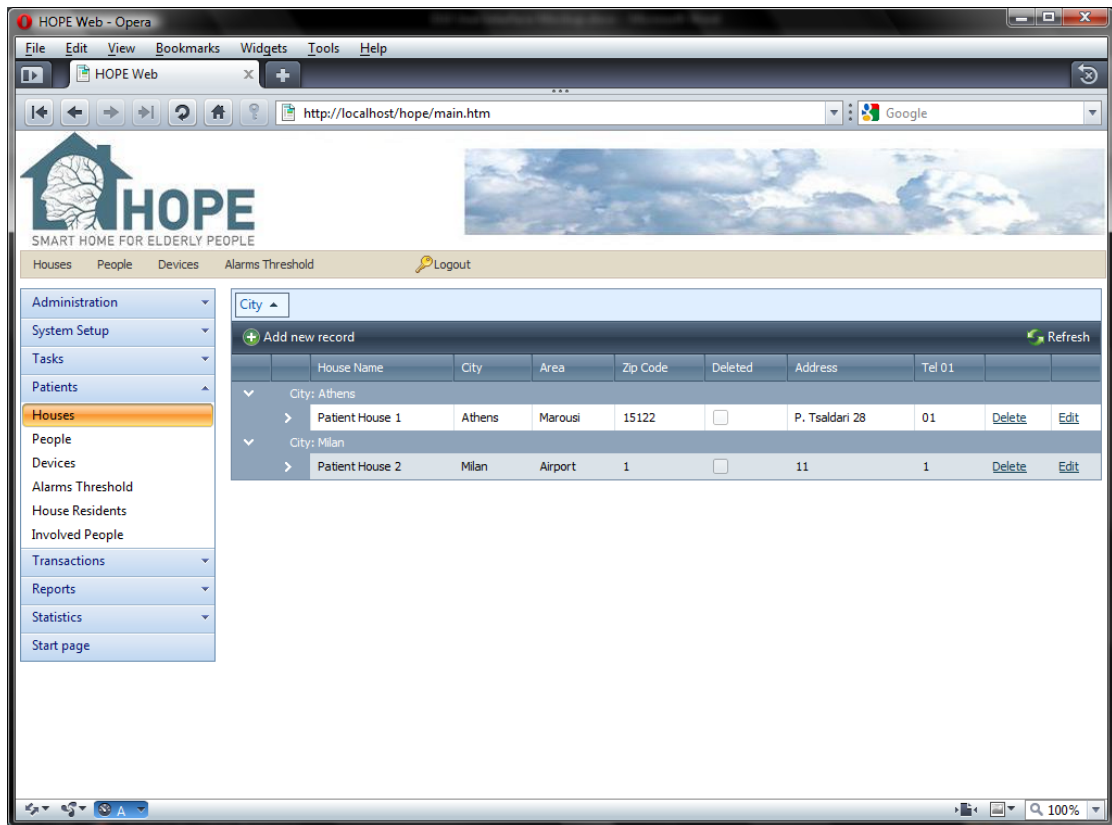 HOPE Web - Opera
File Edit View Bookmarks Widgets Tools Help
HOPE Web
http://localhost/hope/main.htm Google
HOPE
SMART HOME FOR ELDERLY PEOPLE
Houses People Devices Alarms Threshold Logout
Administration
System Setup
Tasks
Patients
Houses
People
Devices
Alarms Threshold
House Residents
Involved People
Transactions
Reports
Statistics
Start page
City
Add new record Refresh
House Name City Area Zip Code Deleted Address Tel 01
City: Athens
Patient House 1 Athens Marousi 15122 P. Tsaldari 28 01 Delete Edit
City: Milan
Patient House 2 Milan Airport 1 11 1 Delete Edit
A 100%